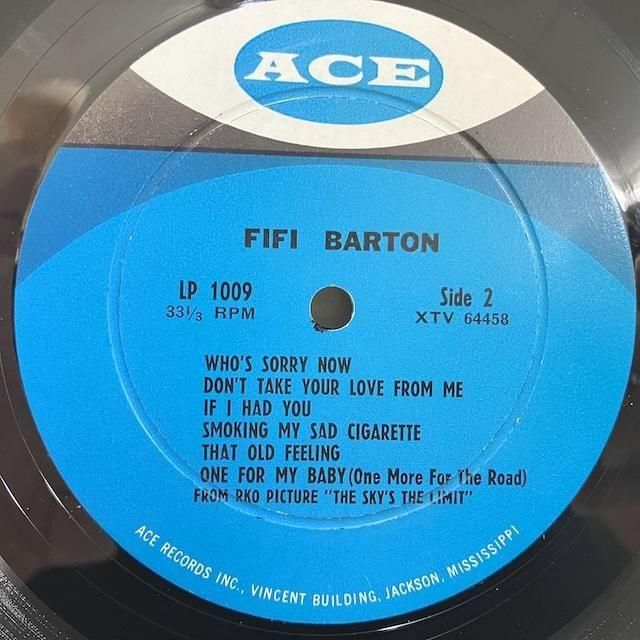 ACE
FIFI BARTON
LP 1009
33⅓ RPM
Side 2
XTV 64458
WHO'S SORRY NOW
DON'T TAKE YOUR LOVE FROM ME
IF I HAD YOU
SMOKING MY SAD CIGARETTE
THAT OLD FEELING
ONE FOR MY BABY (One More For The Road)
FROM RKO PICTURE "THE SKY'S THE LIMIT"
ACE RECORDS INC., VINCENT BUILDING, JACKSON, MISSISSIPPI